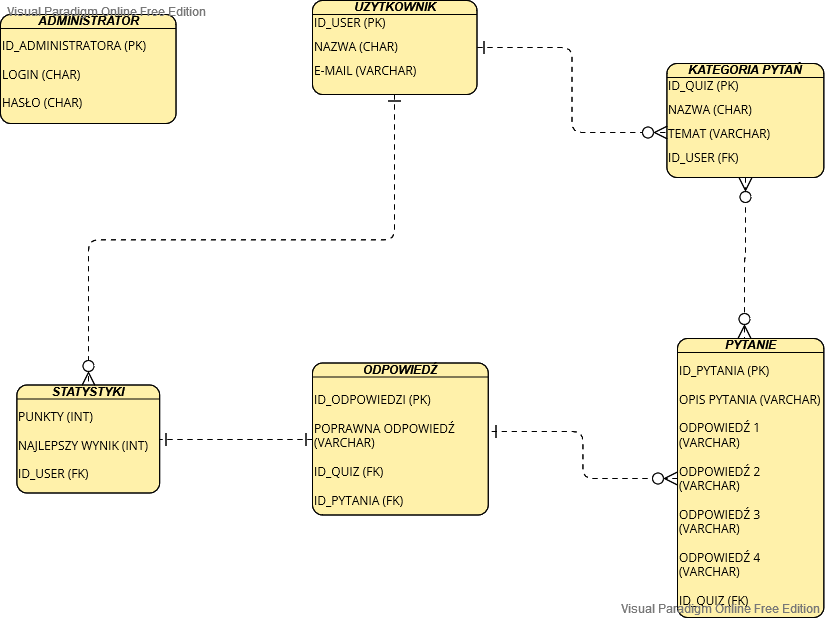 Visual Paradigm Online Free Edition
ADMINISTRATOR
ID_ADMINISTRATORA (PK)
LOGIN (CHAR)
HASŁO (CHAR)
UŻYTKOWNIK
ID_USER (PK)
NAZWA (CHAR)
E-MAIL (VARCHAR)
KATEGORIA PYTAŃ
ID_QUIZ (PK)
NAZWA (CHAR)
TEMAT (VARCHAR)
ID_USER (FK)
STATYSTYKI
PUNKTY (INT)
NAJLEPSZY WYNIK (INT)
ID_USER (FK)
ODPOWIEDŹ
ID_ODPOWIEDZI (PK)
POPRAWNA ODPOWIEDŹ
(VARCHAR)
ID_QUIZ (FK)
ID_PYTANIA (FK)
PYTANIE
ID_PYTANIA (PK)
OPIS PYTANIA (VARCHAR)
ODPOWIEDŹ 1
(VARCHAR)
ODPOWIEDŹ 2
(VARCHAR)
ODPOWIEDŹ 3
(VARCHAR)
ODPOWIEDŹ 4
(VARCHAR)
ID_QUIZ (FK)
Visual Paradigm Online Free Edition